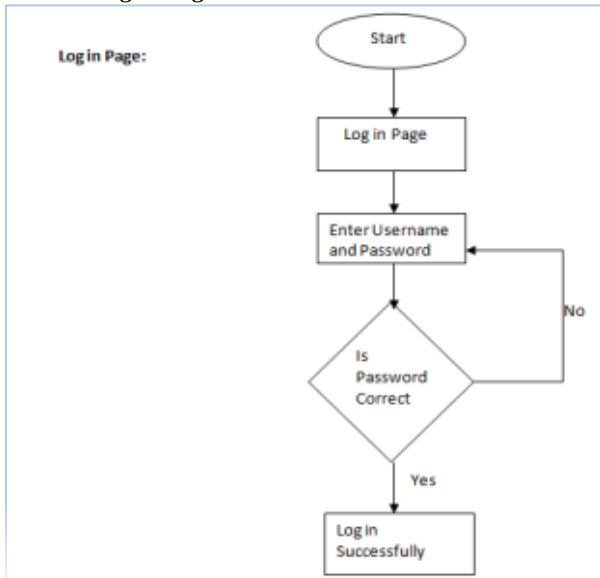 Start
Log in Page:
Log in Page
Enter Username
and Password
No
Is
Password
Correct
Yes
Log in
Successfully